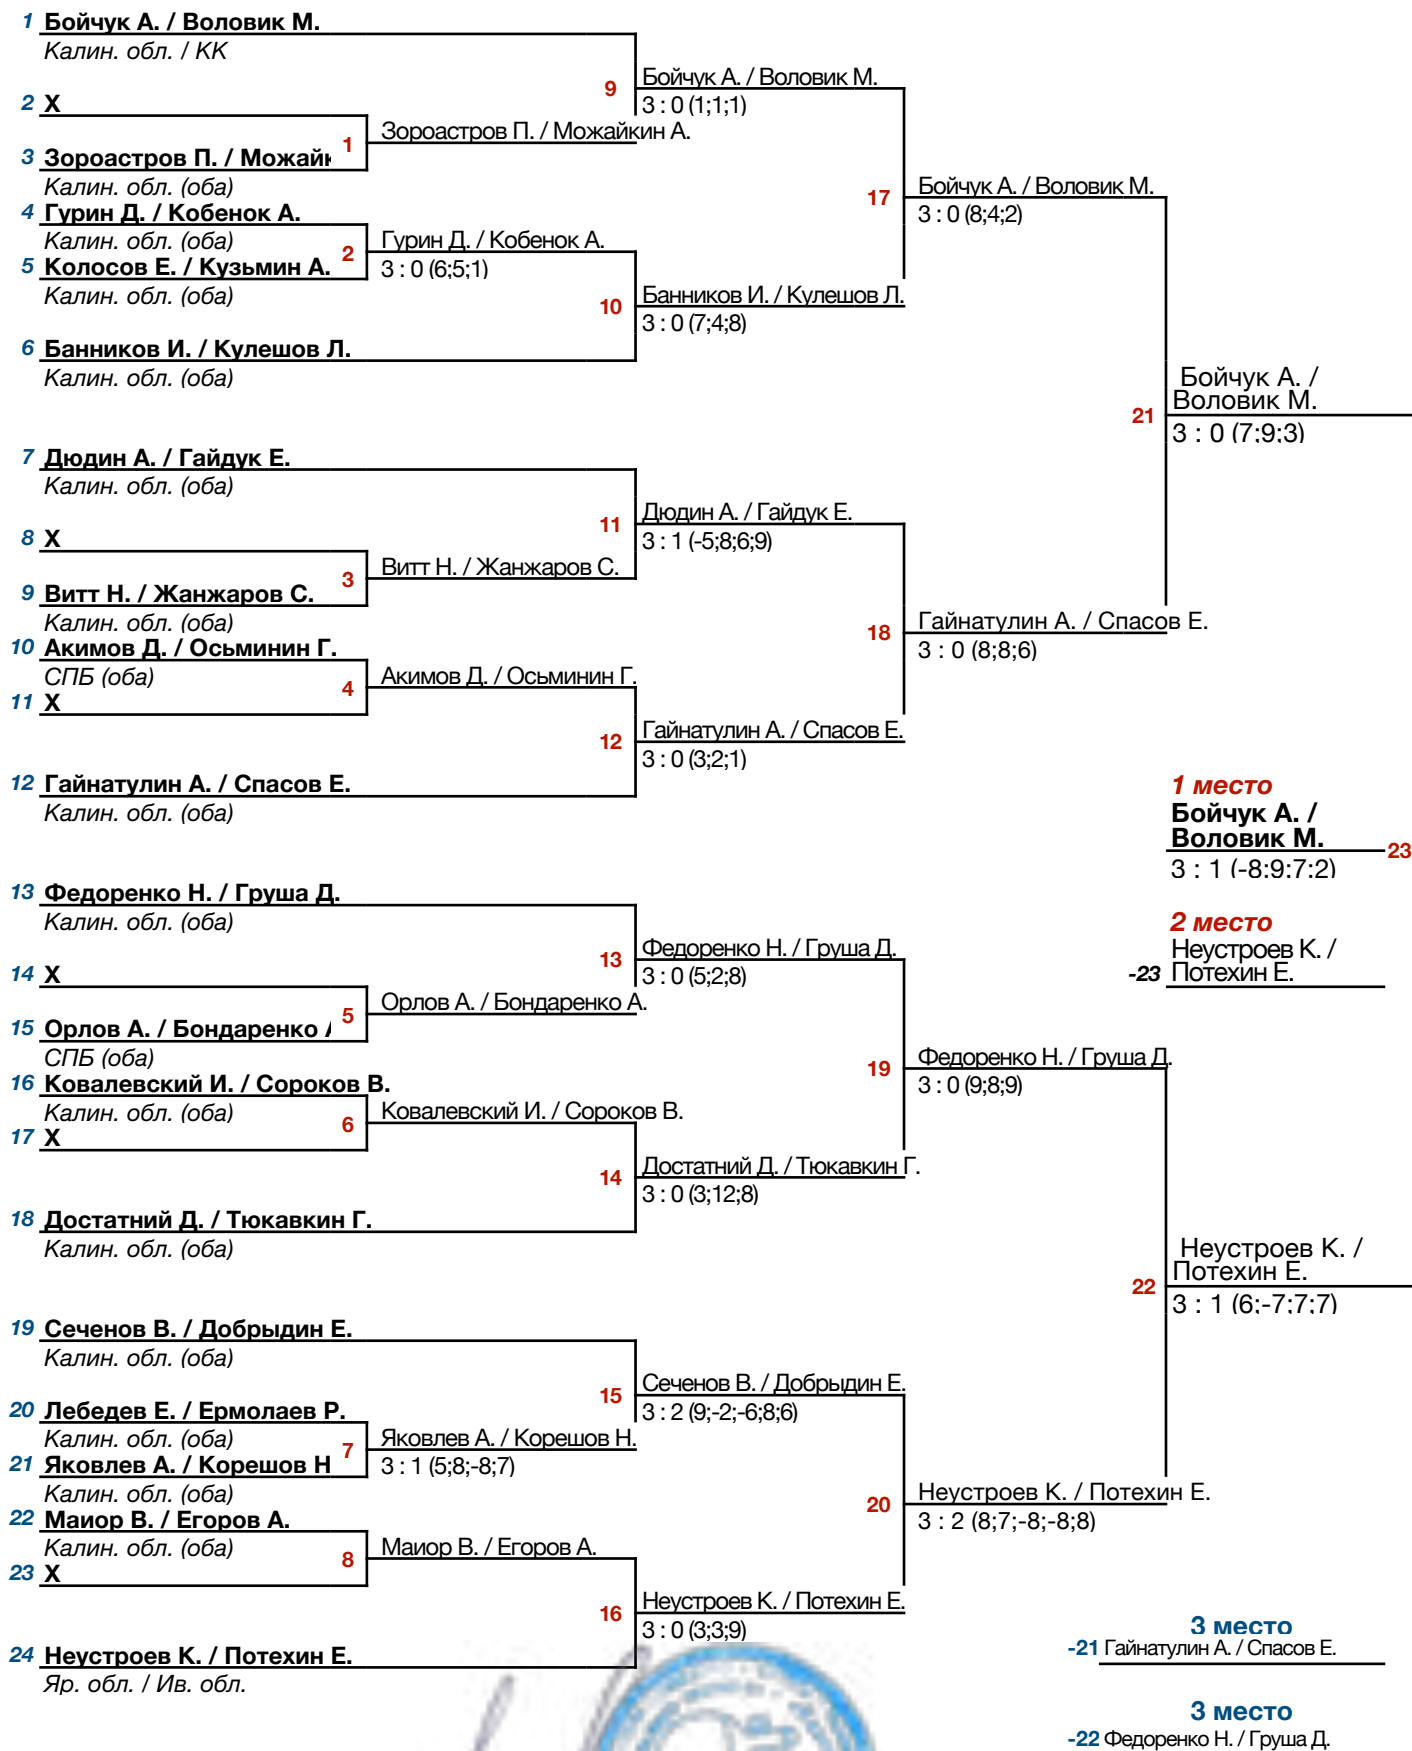 1 Бойчук А. / Воловик М.
Калин. обл. / КК
9 Бойчук А. / Воловик М.
3 : 0 (1;1;1)
2 X
1 Зороастров П. / Можайкин А.
3 Зороастров П. / Можайк
Калин. обл. (оба)
17 Бойчук А. / Воловик М.
3 : 0 (8;4;2)
4 Гурин Д. / Кобенок А.
Калин. обл. (оба)
2 Гурин Д. / Кобенок А.
3 : 0 (6;5;1)
5 Колосов Е. / Кузьмин А.
Калин. обл. (оба)
10 Банников И. / Кулешов Л.
3 : 0 (7;4;8)
6 Банников И. / Кулешов Л.
Калин. обл. (оба)
21 Бойчук А. /
Воловик М.
3 : 0 (7;9;3)
7 Дюдин А. / Гайдук Е.
Калин. обл. (оба)
11 Дюдин А. / Гайдук Е.
3 : 1 (-5;8;6;9)
8 X
3 Витт Н. / Жанжаров С.
9 Витт Н. / Жанжаров С.
Калин. обл. (оба)
18 Гайнатулин А. / Спасов Е.
3 : 0 (8;8;6)
10 Акимов Д. / Осьминин Г.
СПБ (оба)
4 Акимов Д. / Осьминин Г.
11 X
12 Гайнатулин А. / Спасов Е.
3 : 0 (3;2;1)
12 Гайнатулин А. / Спасов Е.
Калин. обл. (оба)
1 место
Бойчук А. /
Воловик М. 23
3 : 1 (-8;9;7;2)
13 Федоренко Н. / Груша Д.
Калин. обл. (оба)
2 место
Неустроев К. /
-23 Потехин Е.
13 Федоренко Н. / Груша Д.
3 : 0 (5;2;8)
14 X
5 Орлов А. / Бондаренко А.
15 Орлов А. / Бондаренко
СПБ (оба)
19 Федоренко Н. / Груша Д.
3 : 0 (9;8;9)
16 Ковалевский И. / Сороков В.
Калин. обл. (оба)
6 Ковалевский И. / Сороков В.
17 X
14 Достатний Д. / Тюкавкин Г.
3 : 0 (3;12;8)
18 Достатний Д. / Тюкавкин Г.
Калин. обл. (оба)
22 Неустроев К. /
Потехин Е.
3 : 1 (6;-7;7;7)
19 Сеченов В. / Добрыдин Е.
Калин. обл. (оба)
15 Сеченов В. / Добрыдин Е.
3 : 2 (9;-2;-6;8;6)
20 Лебедев Е. / Ермолаев Р.
Калин. обл. (оба)
7 Яковлев А. / Корешов Н.
3 : 1 (5;8;-8;7)
21 Яковлев А. / Корешов Н
Калин. обл. (оба)
20 Неустроев К. / Потехин Е.
3 : 2 (8;7;-8;-8;8)
22 Маиор В. / Егоров А.
Калин. обл. (оба)
8 Маиор В. / Егоров А.
23 X
16 Неустроев К. / Потехин Е.
3 : 0 (3;3;9)
24 Неустроев К. / Потехин Е.
Яр. обл. / Ив. обл.
3 место
-21 Гайнатулин А. / Спасов Е.
3 место
-22 Федоренко Н. / Груша Д.